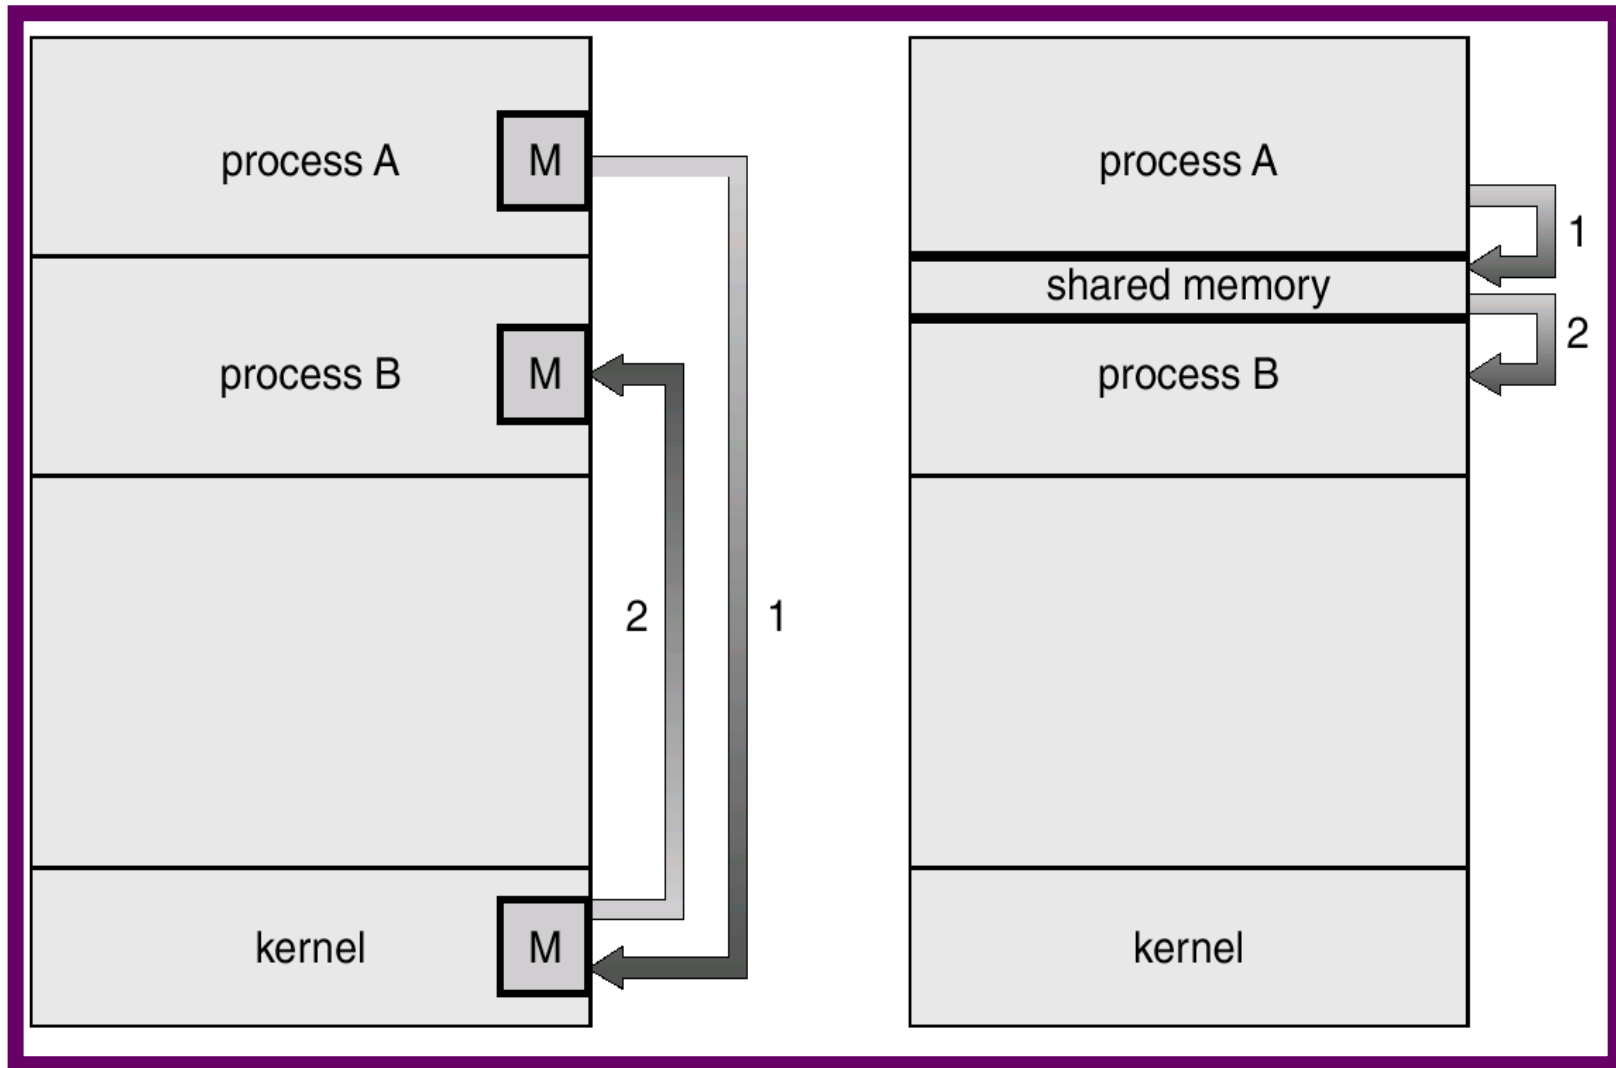 process A
M
process B
M
2
1
kernel
M
process A
1
shared memory
2
process B
kernel